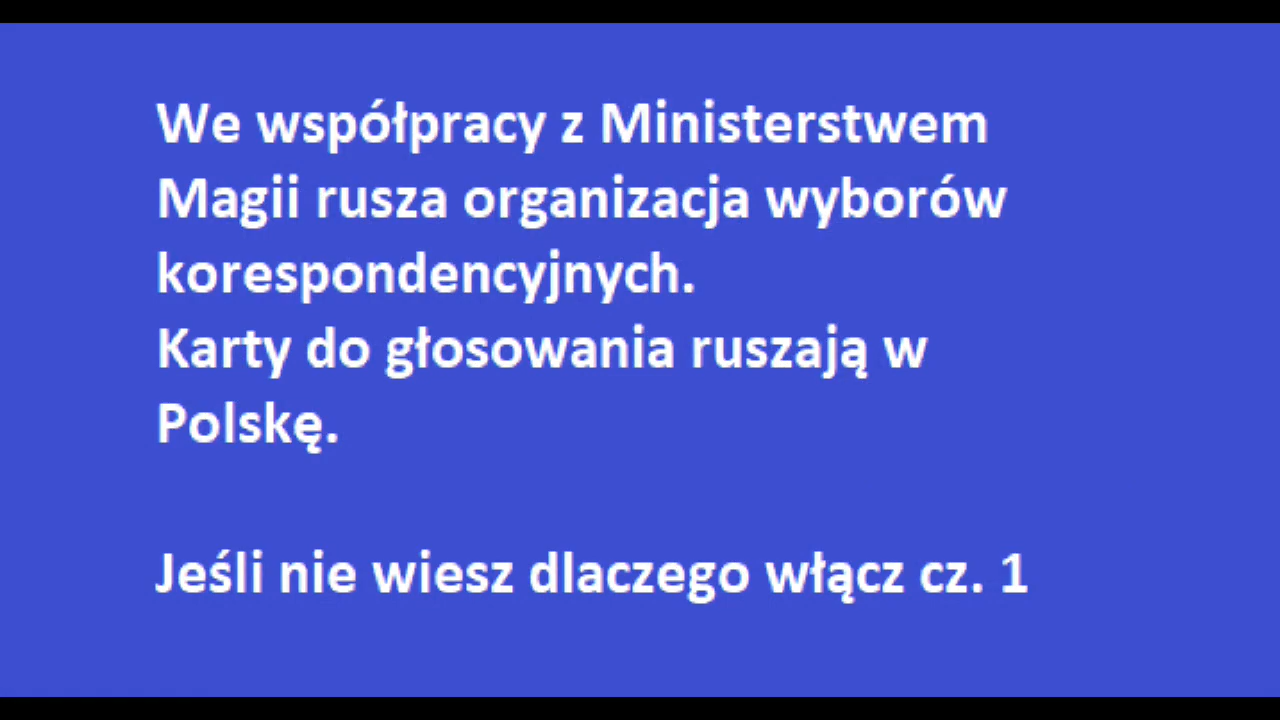 We współpracy z Ministerstwem
Magii rusza organizacja wyborów
korespondencyjnych.
Karty do głosowania ruszają w
Polskę.
Jeśli nie wiesz dlaczego włącz cz. 1